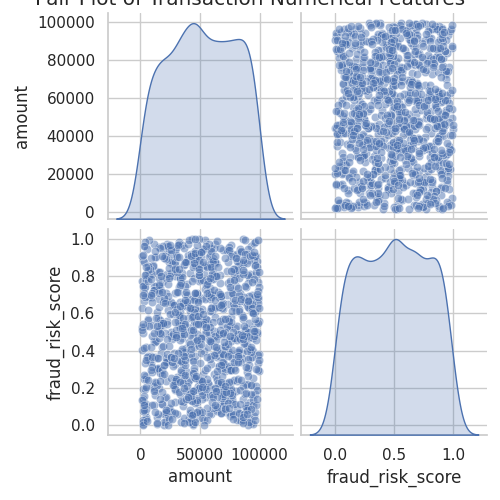 Pair Plot of Transaction Numerical Features
100000
80000
60000
40000
20000
0
amount
1.0
0.8
0.6
0.4
0.2
0.0
fraud_risk_score
0 50000 100000
amount
0.0 0.5 1.0
fraud_risk_score